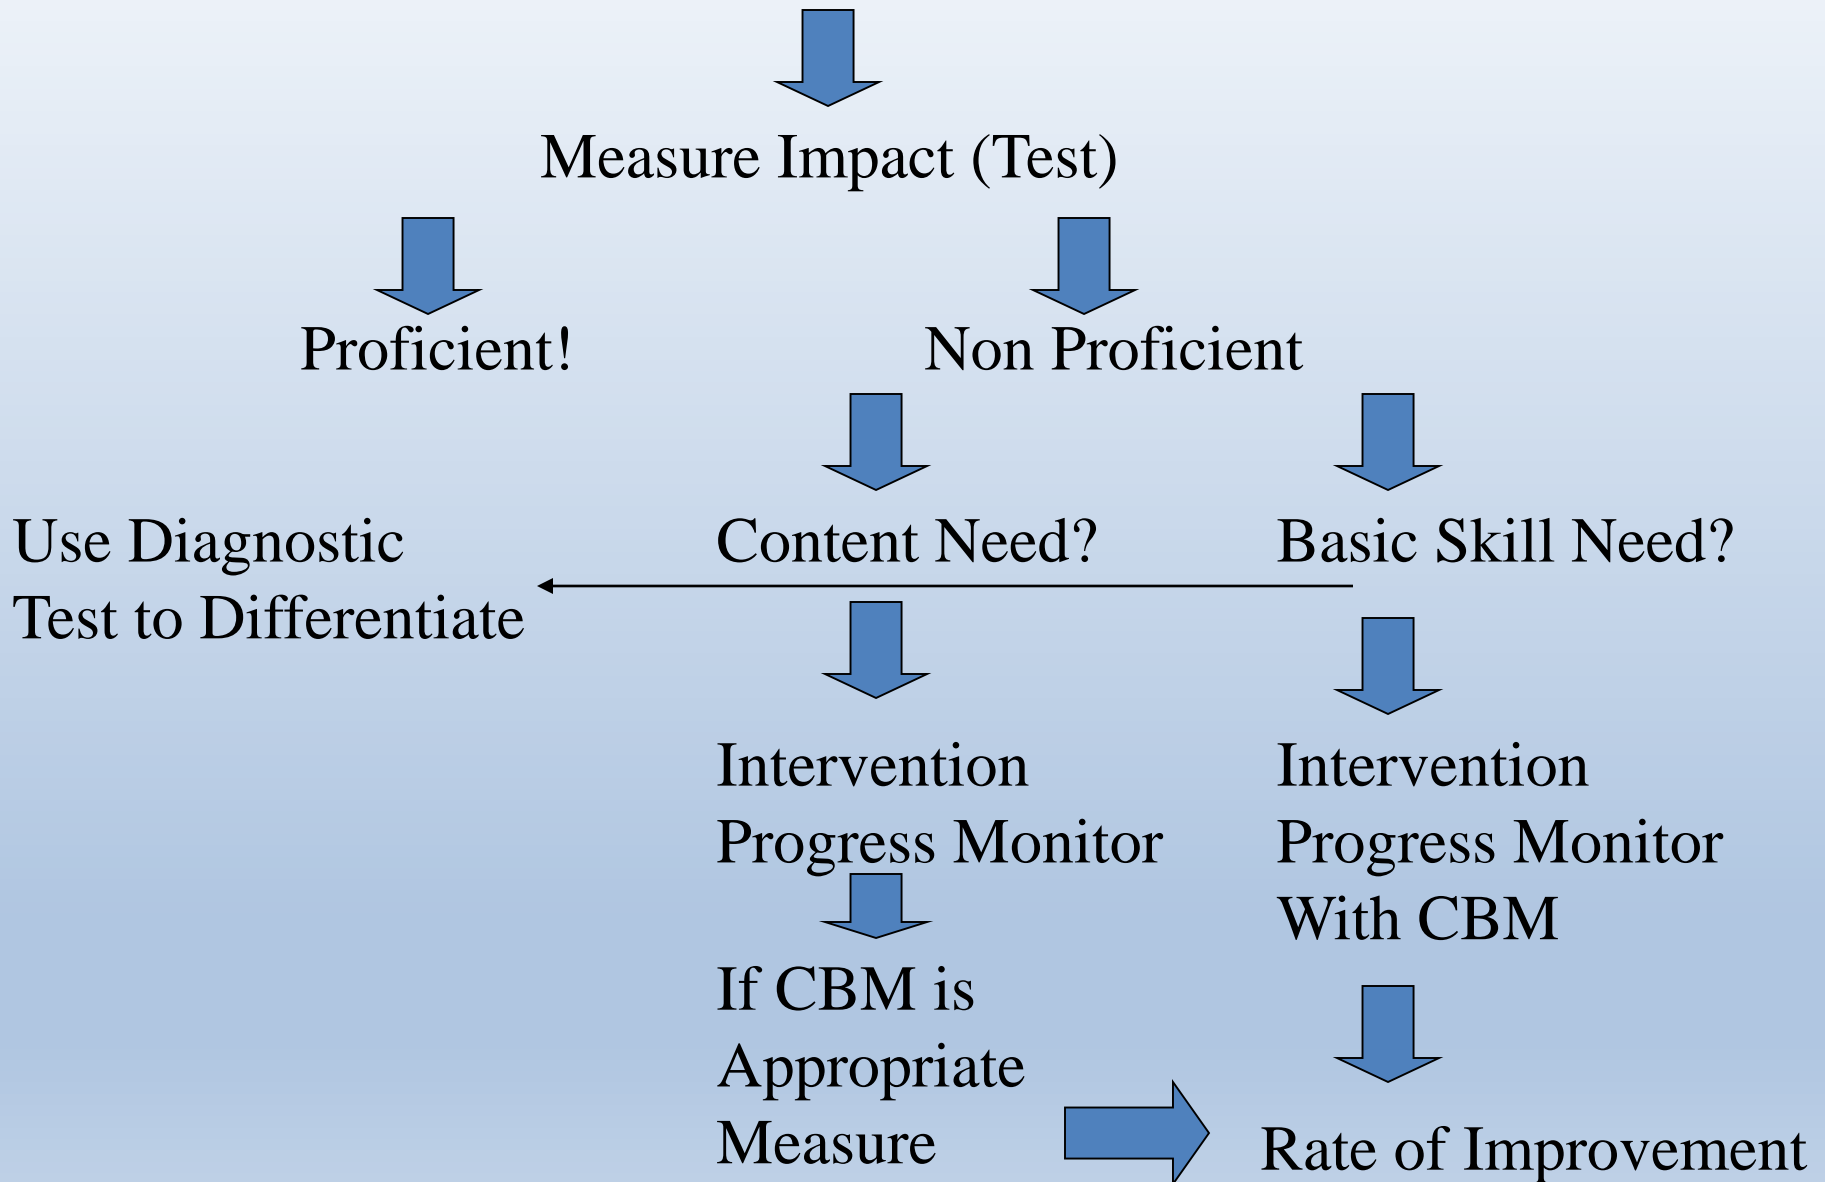 Measure Impact (Test)
Proficient!
Non Proficient
Use Diagnostic
Test to Differentiate
Content Need?
Basic Skill Need?
Intervention
Progress Monitor
Intervention
Progress Monitor
With CBM
If CBM is
Appropriate
Measure
Rate of Improvement